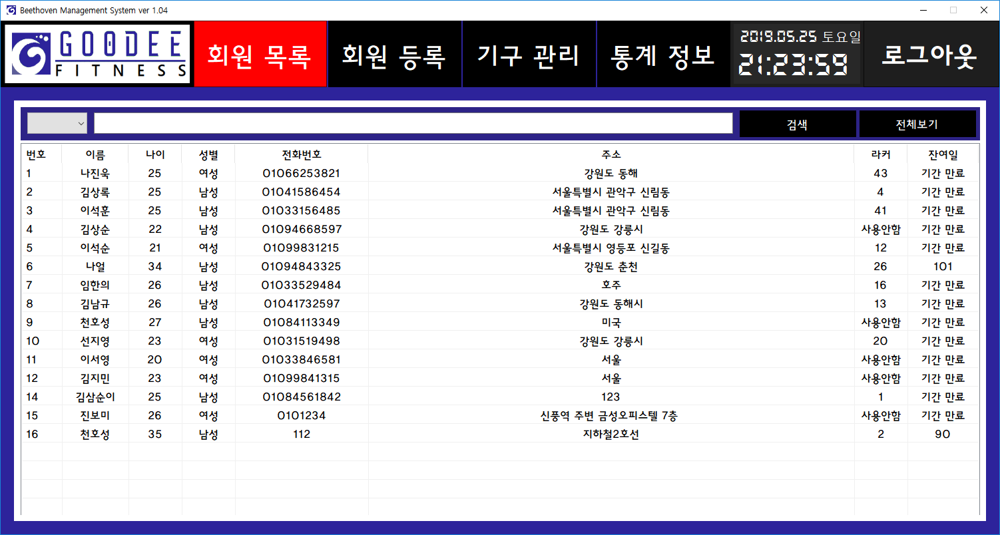 Beethoven Management System ver 1.04
GOODEE
FITNESS
회원 목록
회원 등록
기구 관리
통계 정보
2019.05.25 토요일
21:23:59
로그아웃
검색
전체보기
번호 이름 나이 성별 전화번호 주소 라커 잔여일
1 나진욱 25 여성 01066253821 강원도 동해 43 기간 만료
2 김상록 25 남성 01041586454 서울특별시 관악구 신림동 4 기간 만료
3 이석훈 25 남성 01033156485 서울특별시 관악구 신림동 41 기간 만료
4 김상순 22 남성 01094668597 강원도 강릉시 사용안함 기간 만료
5 이석순 21 여성 01099831215 서울특별시 영등포 신길동 12 기간 만료
6 나얼 34 남성 01094843325 강원도 춘천 26 101
7 임한의 26 남성 01033529484 호주 16 기간 만료
8 김남규 26 남성 01041732597 강원도 동해시 13 기간 만료
9 천호성 27 남성 01084113349 미국 사용안함 기간 만료
10 선지영 23 여성 01031519498 강원도 강릉시 20 기간 만료
11 이서영 20 여성 01033846581 서울 사용안함 기간 만료
12 김지민 23 여성 01099841315 서울 사용안함 기간 만료
14 김삼순이 25 남성 01084561842 123 1 기간 만료
15 진보미 26 여성 0101234 신풍역 주변 금성오피스텔 7층 사용안함 기간 만료
16 천호성 35 남성 112 지하철2호선 2 90